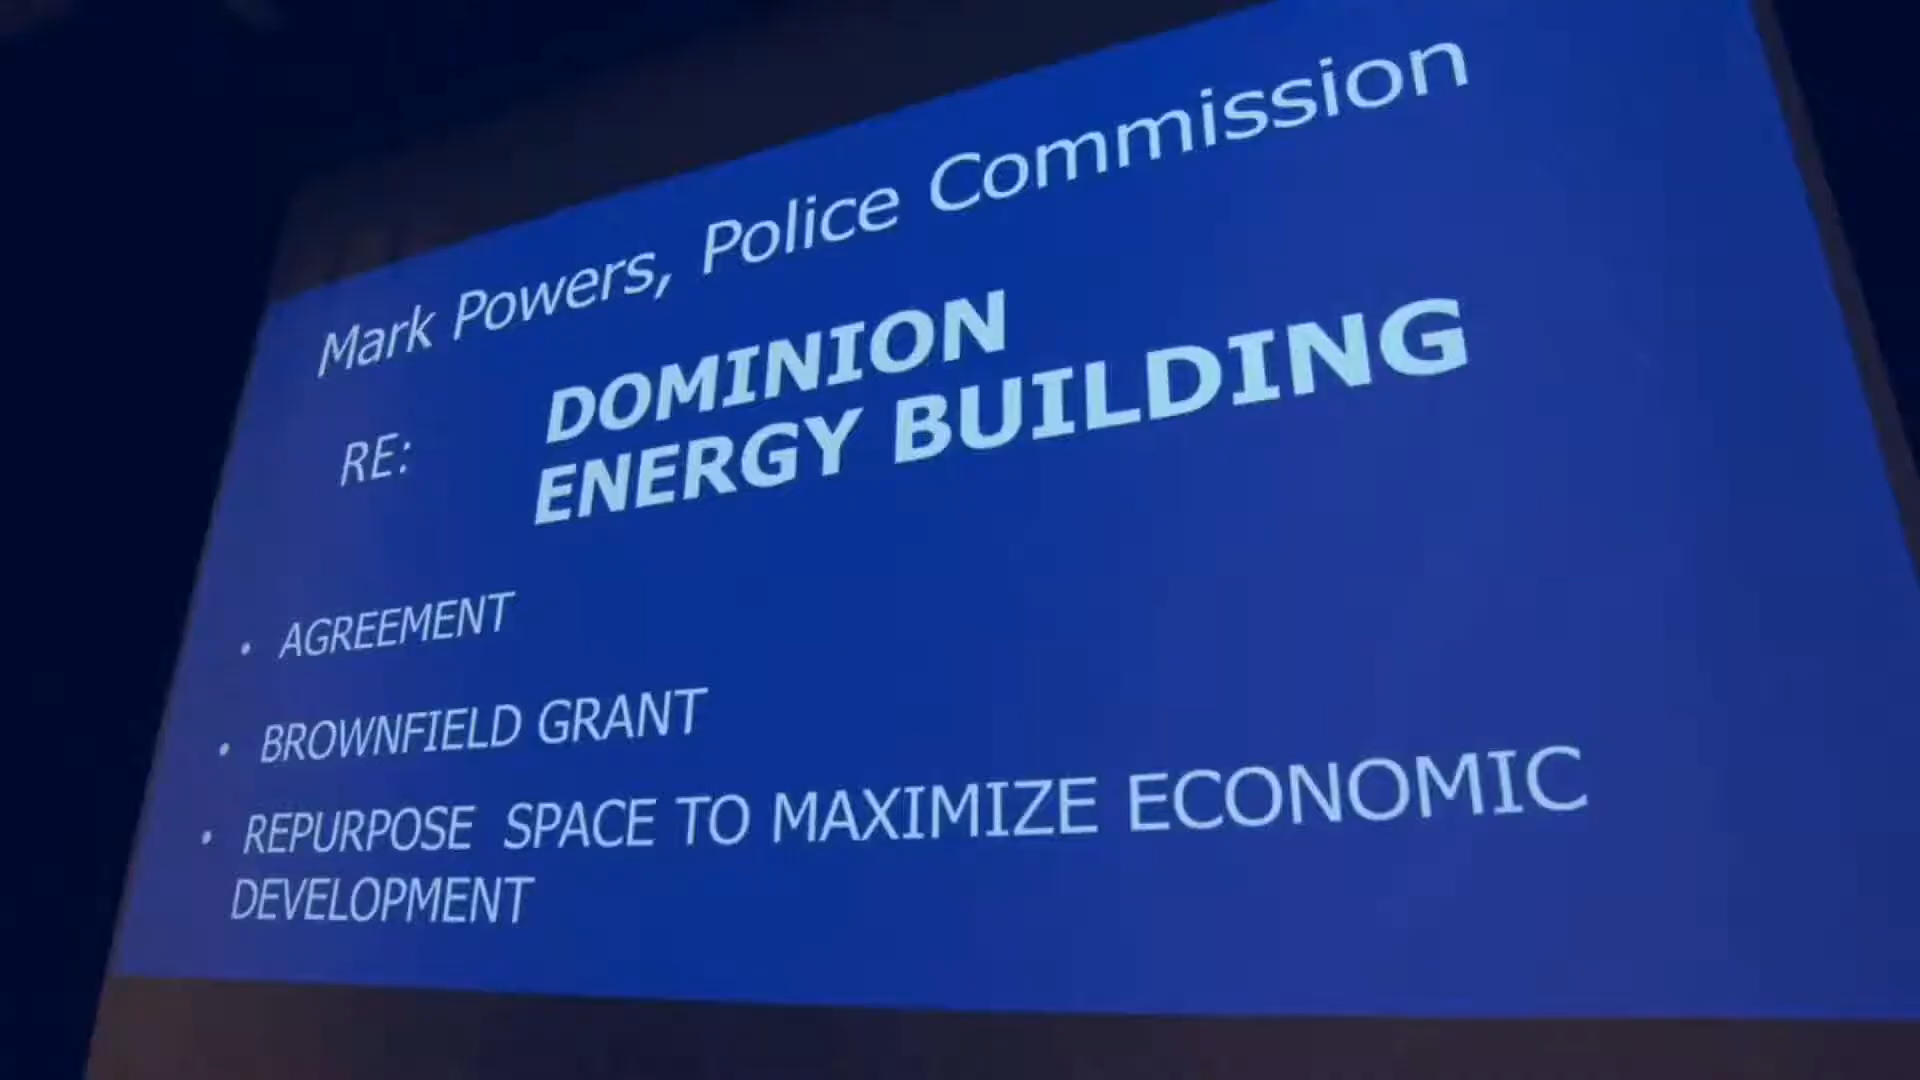 Mark Powers, Police Commission
RE: DOMINION
ENERGY BUILDING
• AGREEMENT
• BROWNFIELD GRANT
• REPURPOSE SPACE TO MAXIMIZE ECONOMIC
DEVELOPMENT